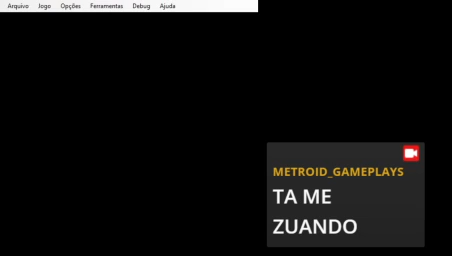 Arquivo Jogo Opções Ferramentas Debug Ajuda
METROID_GAMEPLAYS
TA ME
ZUANDO